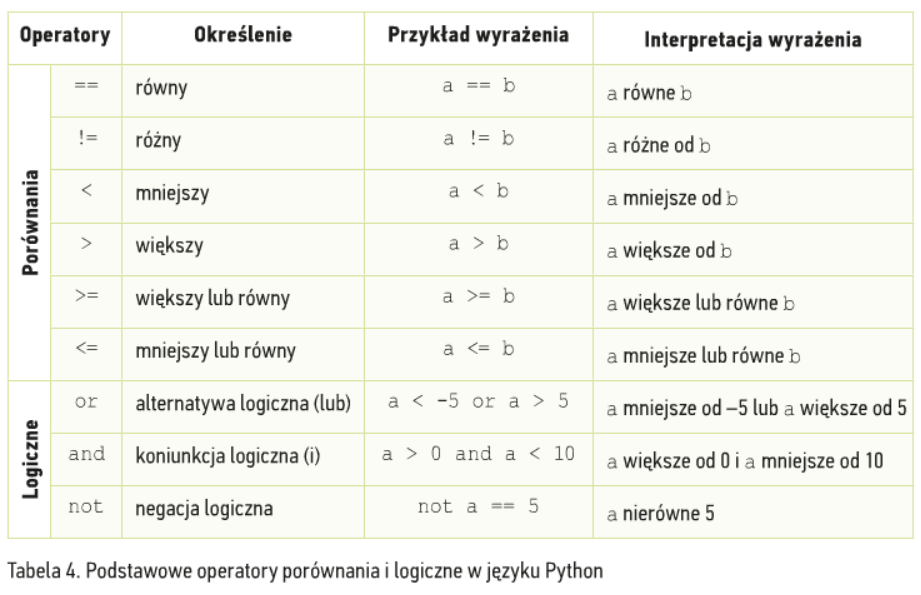 Operatory Określenie Przykład wyrażenia Interpretacja wyrażenia
Porównania
== równy a == b a równe b
!= różny a != b a różne od b
< mniejszy a < b a mniejsze od b
> większy a > b a większe od b
>= większy lub równy a >= b a większe lub równe b
<= mniejszy lub równy a <= b a mniejsze lub równe b
Logiczne
or alternatywa logiczna (lub) a < -5 or a > 5 a mniejsze od –5 lub a większe od 5
and koniunkcja logiczna (i) a > 0 and a < 10 a większe od 0 i a mniejsze od 10
not negacja logiczna not a == 5 a nierówne 5
Tabela 4. Podstawowe operatory porównania i logiczne w języku Python